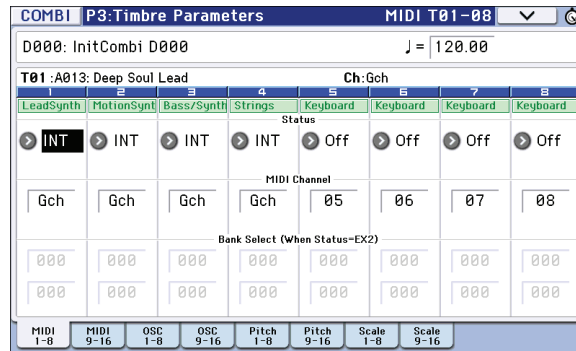 COMBI P3:Timbre Parameters MIDI T01-08
D000: InitCombi D000 ♩= 120.00
T01 :A013: Deep Soul Lead Ch:Gch
1 2 3 4 5 6 7 8
LeadSynth MotionSynt Bass/Synth Strings Keyboard Keyboard Keyboard Keyboard
Status
INT INT INT INT Off Off Off Off
MIDI Channel
Gch Gch Gch Gch 05 06 07 08
Bank Select (When Status=EX2)
000 000 000 000 000 000 000 000
000 000 000 000 000 000 000 000
MIDI 1-8 MIDI 9-16 OSC 1-8 OSC 9-16 Pitch 1-8 Pitch 9-16 Scale 1-8 Scale 9-16